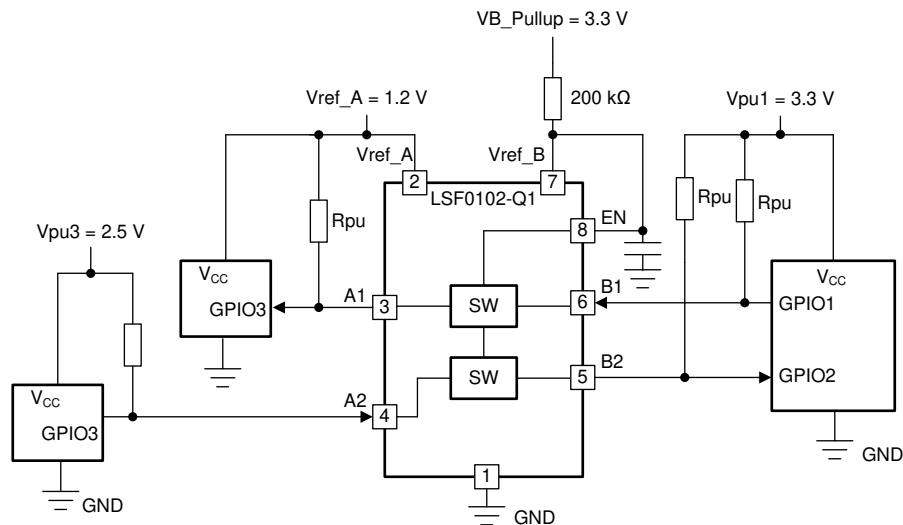 VB_Pullup = 3.3 V
200 kΩ
Vref_A = 1.2 V
Vpu1 = 3.3 V
Vref_A
Vref_B
2
7
LSF0102-Q1
Rpu
Rpu
Rpu
EN
8
Vpu3 = 2.5 V
VCC
GPIO3
A1
3
SW
B1
6
VCC
GPIO1
SW
B2
5
GPIO2
VCC
GPIO3
A2
4
1
GND
GND
GND